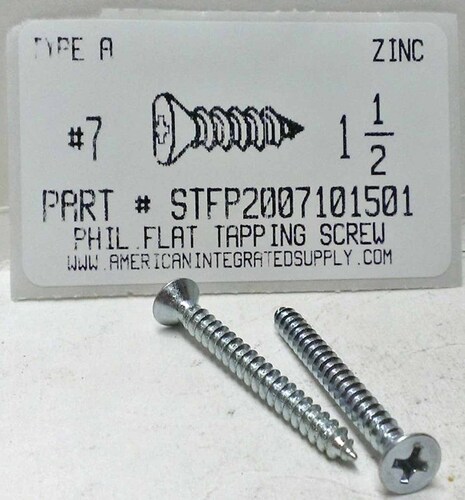 TYPE A ZINC
#7 1 1/2
PART # STFP2007101501
PHIL.FLAT TAPPING SCREW
WWW.AMERICANINTEGRATEDSUPPLY.COM